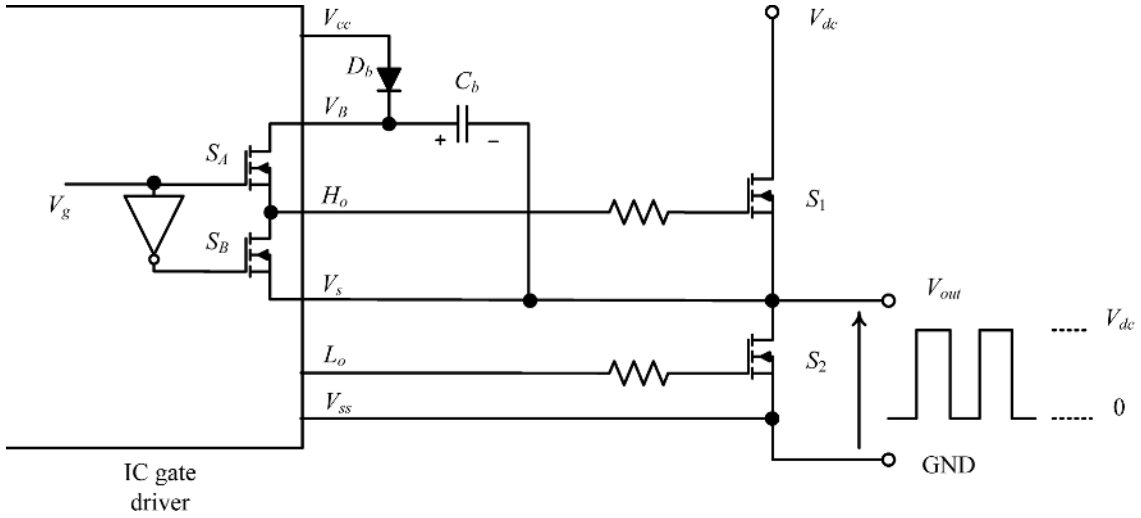 Vcc
Vdc
Db
Cb
VB
+ −
SA
Vg
Ho
S1
SB
Vs
Vout
Vdc
Lo
S2
Vss
0
GND
IC gate
driver